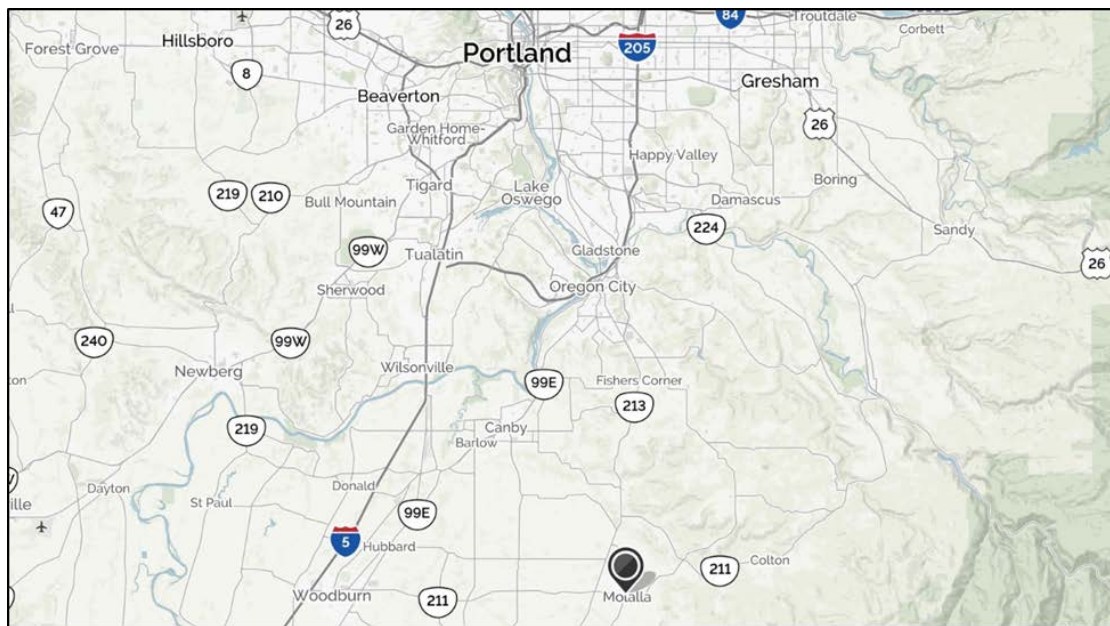 84
Troutdale
26
Corbett
Forest Grove
Hillsboro
Portland
205
8
Beaverton
Gresham
Garden Home-
Whitford
26
Happy Valley
Tigard
Boring
219
210
Bull Mountain
Lake
Oswego
Damascus
47
224
Sandy
99W
Tualatin
Gladstone
26
Sherwood
Oregon City
240
99W
Newberg
Wilsonville
99E
Fishers Corner
213
219
Canby
Barlow
Dayton
Donald
St Paul
99E
5
Hubbard
Colton
211
Woodburn
211
Molalla